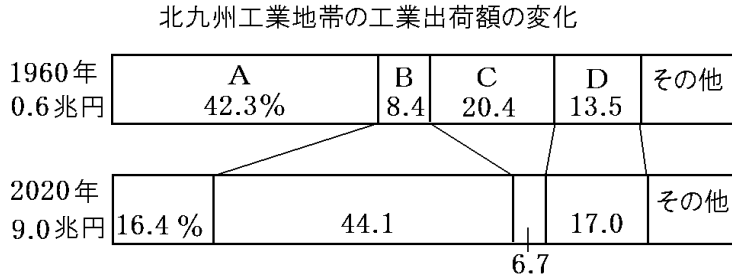 北九州工業地帯の工業出荷額の変化
1960年
0.6兆円
A
42.3%
B
8.4
C
20.4
D
13.5
その他
2020年
9.0兆円
16.4 %
44.1
6.7
17.0
その他